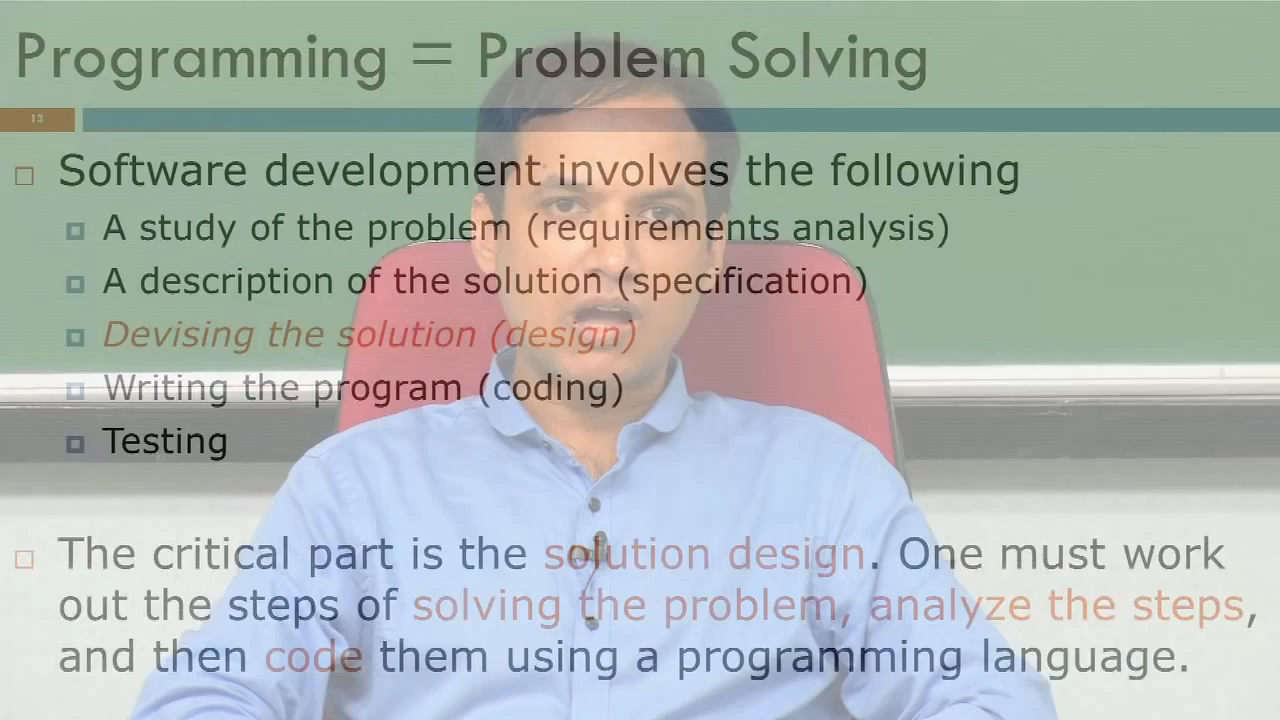 Programming = Problem Solving
13
Software development involves the following
A study of the problem (requirements analysis)
A description of the solution (specification)
Devising the solution (design)
Writing the program (coding)
Testing
The critical part is the solution design. One must work
out the steps of solving the problem, analyze the steps,
and then code them using a programming language.